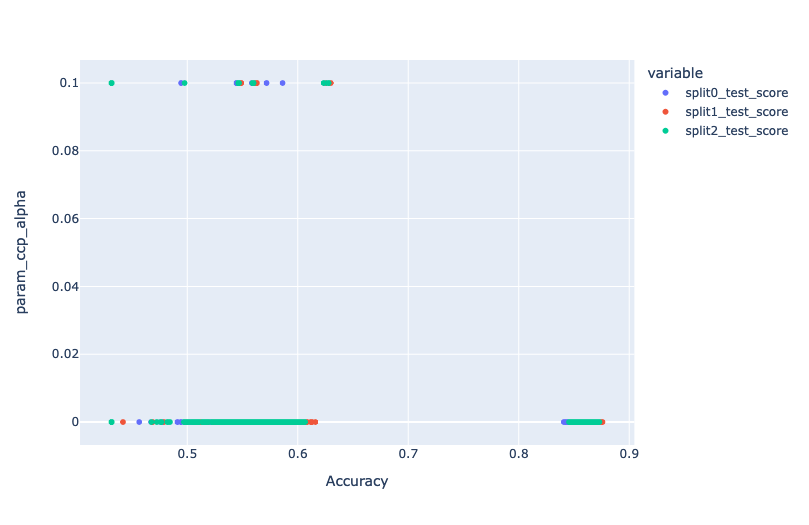 variable
split0_test_score
split1_test_score
split2_test_score
param_ccp_alpha
0.1
0.08
0.06
0.04
0.02
0
0.5
0.6
0.7
0.8
0.9
Accuracy